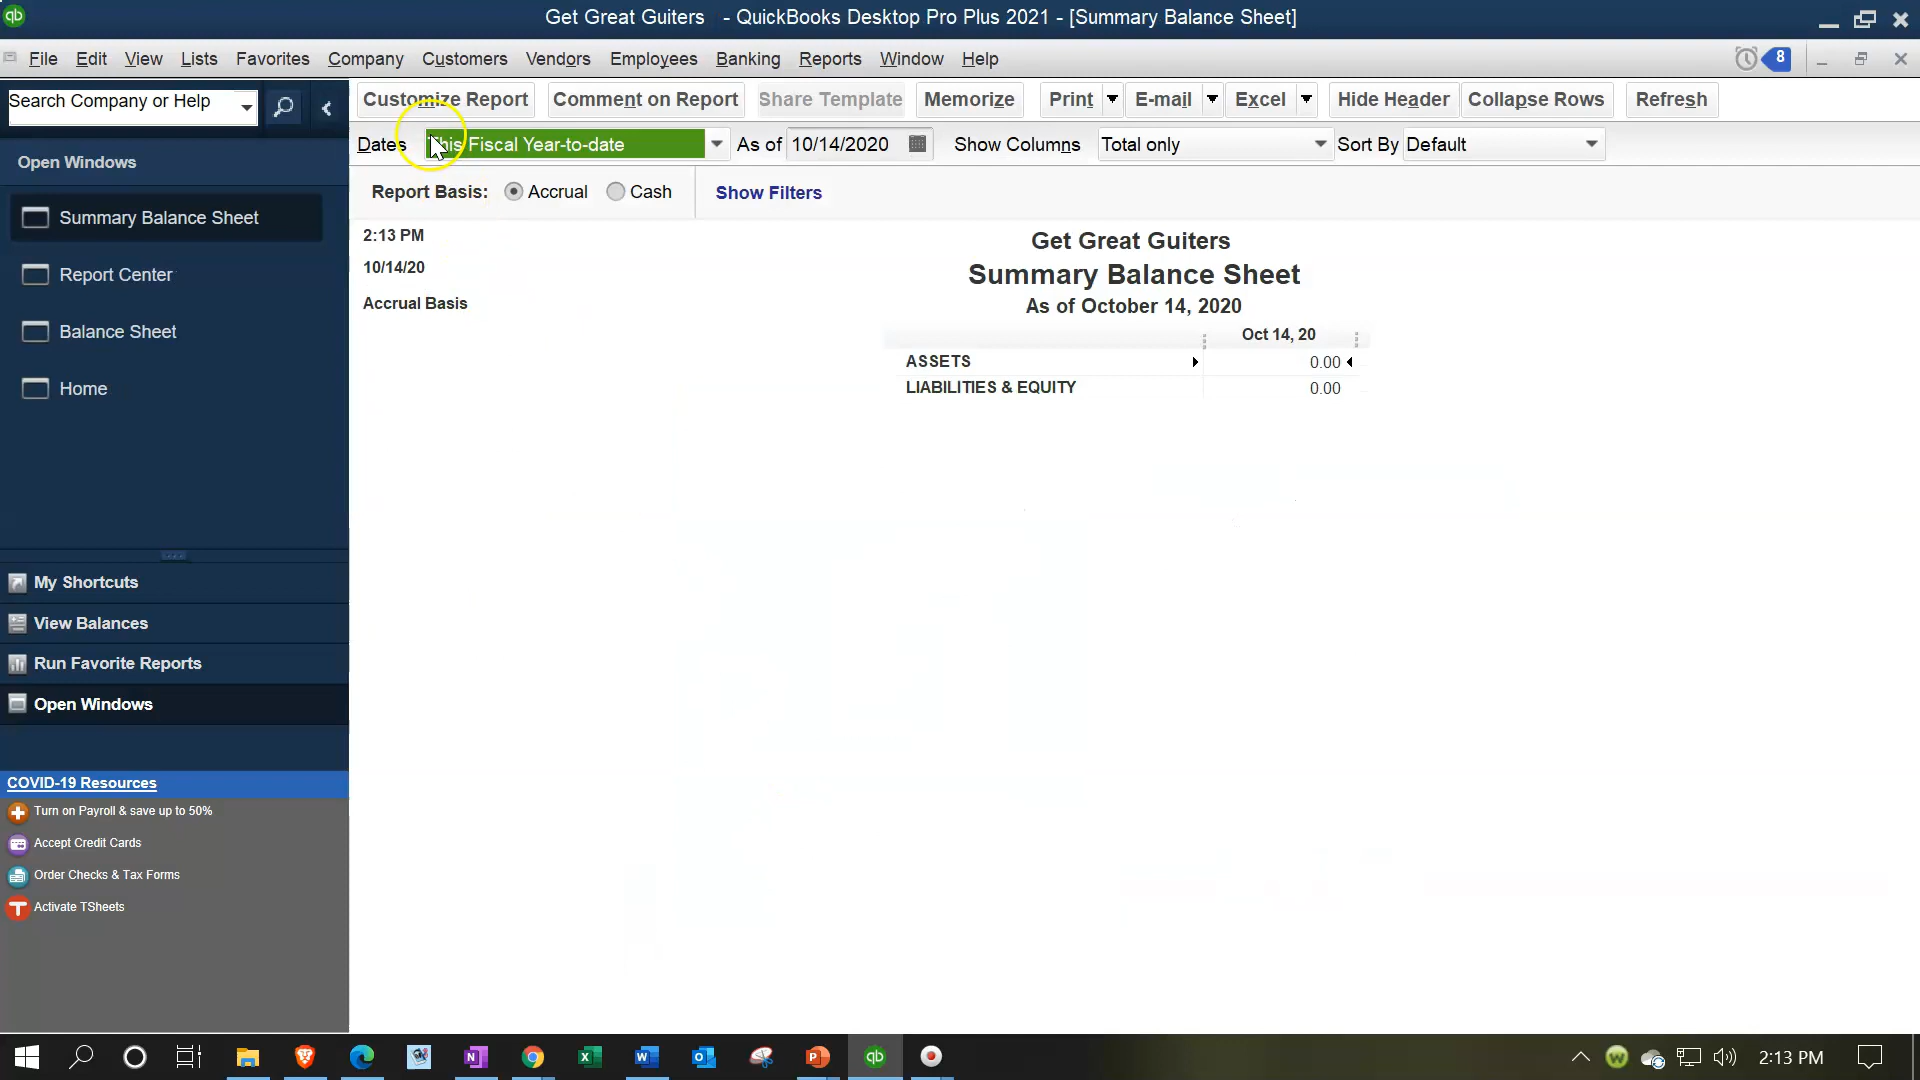 qb Get Great Guiters - QuickBooks Desktop Pro Plus 2021 - [Summary Balance Sheet]
File Edit View Lists Favorites Company Customers Vendors Employees Banking Reports Window Help 8
Search Company or Help
Customize Report Comment on Report Share Template Memorize Print E-mail Excel Hide Header Collapse Rows Refresh
Dates This Fiscal Year-to-date As of 10/14/2020 Show Columns Total only Sort By Default
Open Windows
Report Basis: Accrual Cash Show Filters
Summary Balance Sheet
Report Center
Balance Sheet
Home
2:13 PM
10/14/20
Accrual Basis
Get Great Guiters
Summary Balance Sheet
As of October 14, 2020
Oct 14, 20
ASSETS 0.00
LIABILITIES & EQUITY 0.00
My Shortcuts
View Balances
Run Favorite Reports
Open Windows
COVID-19 Resources
Turn on Payroll & save up to 50%
Accept Credit Cards
Order Checks & Tax Forms
Activate TSheets
2:13 PM